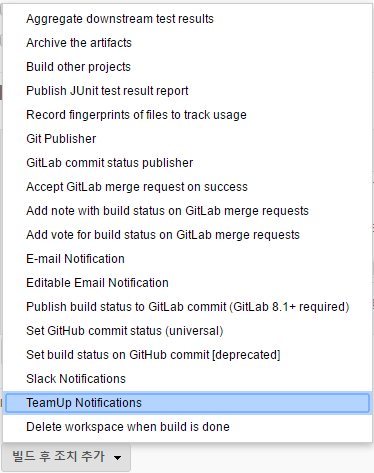 Aggregate downstream test results
Archive the artifacts
Build other projects
Publish JUnit test result report
Record fingerprints of files to track usage
Git Publisher
GitLab commit status publisher
Accept GitLab merge request on success
Add note with build status on GitLab merge requests
Add vote for build status on GitLab merge requests
E-mail Notification
Editable Email Notification
Publish build status to GitLab commit (GitLab 8.1+ required)
Set GitHub commit status (universal)
Set build status on GitHub commit [deprecated]
Slack Notifications
TeamUp Notifications
Delete workspace when build is done
빌드 후 조치 추가